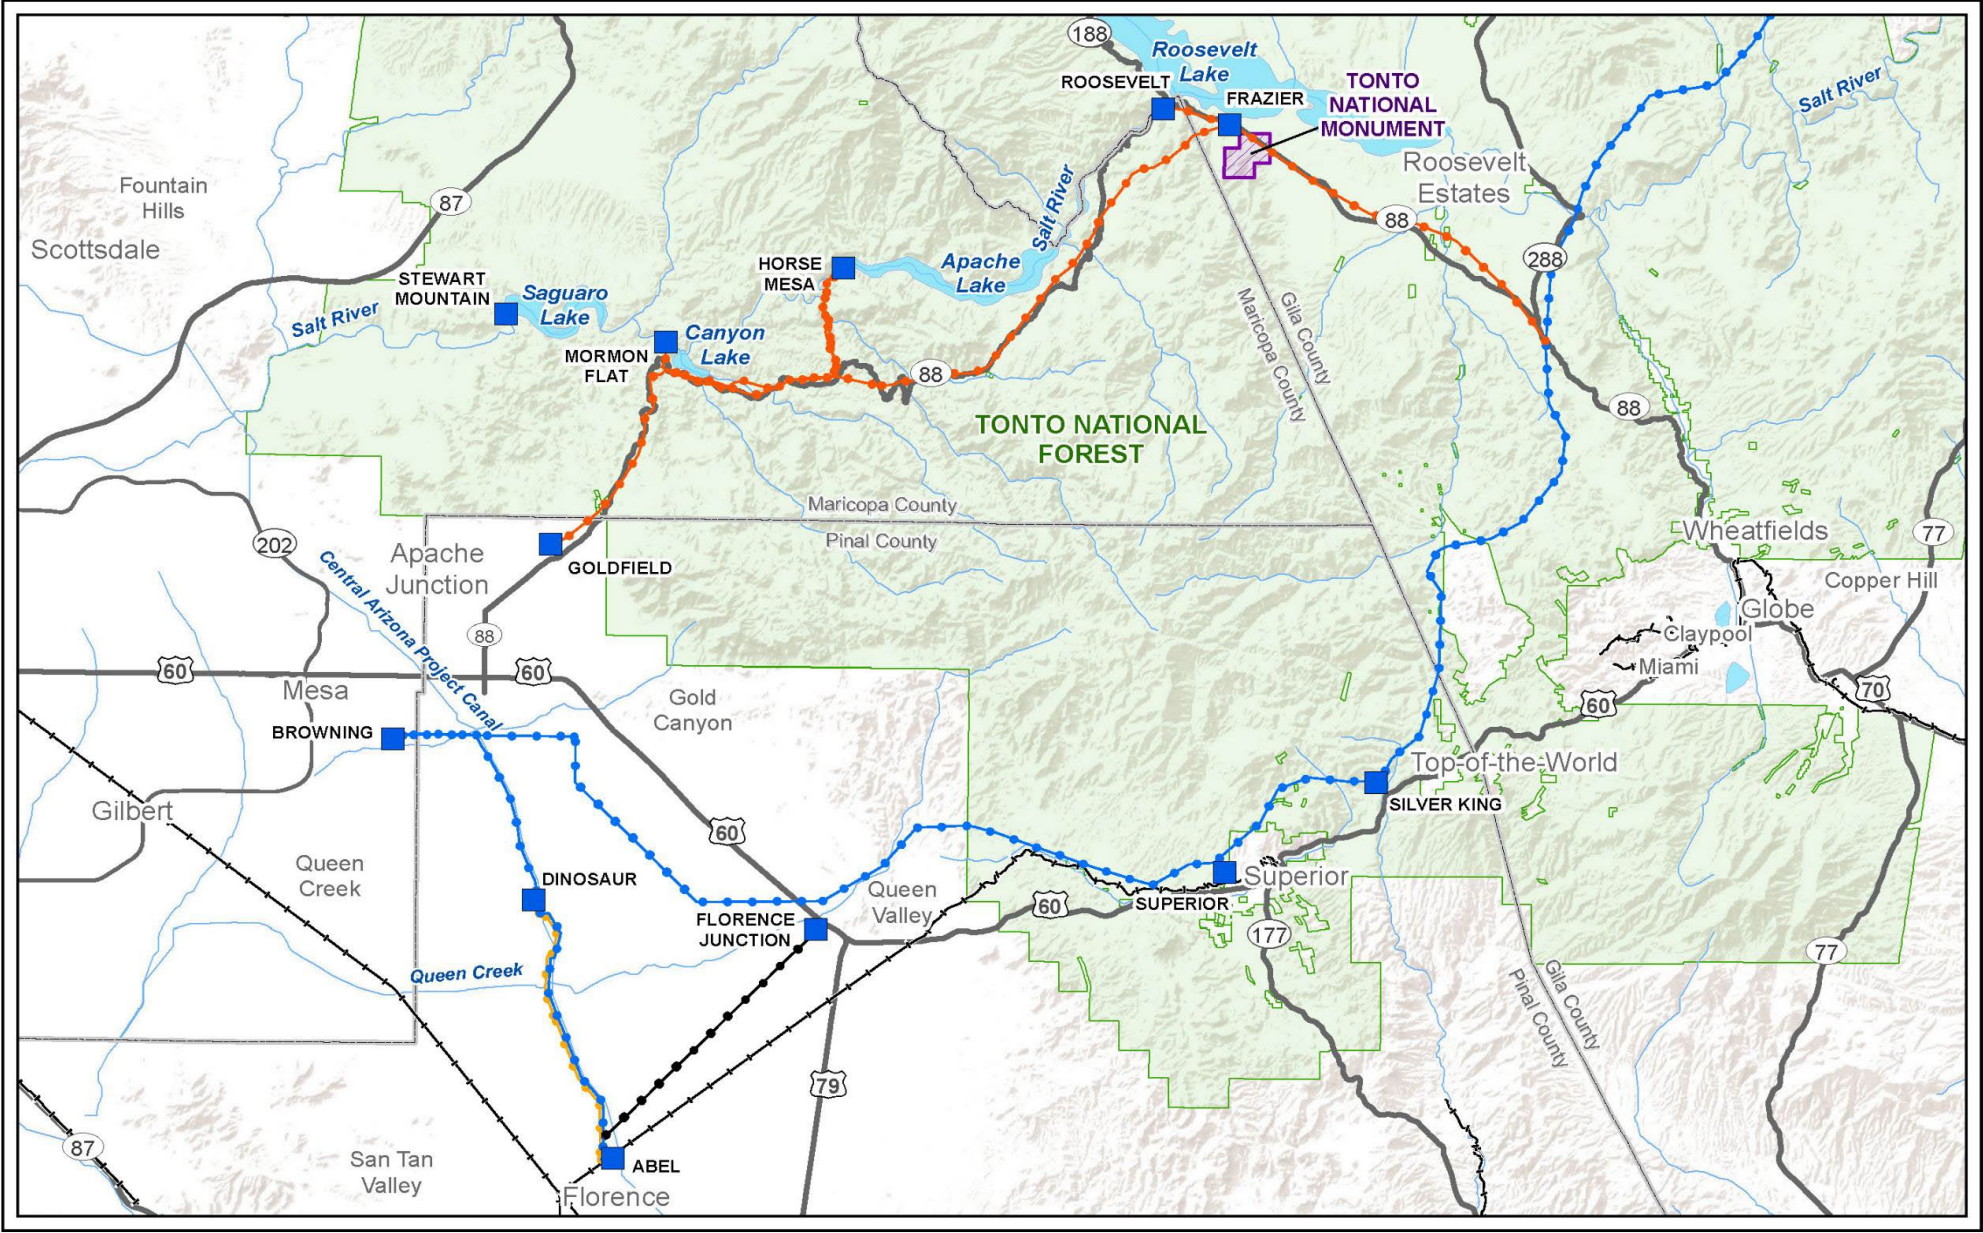 188
Roosevelt
Lake
ROOSEVELT
FRAZIER
TONTO
NATIONAL
MONUMENT
Salt River
Roosevelt
Estates
Fountain
Hills
87
Scottsdale
88
Salt River
288
STEWART
MOUNTAIN
Saguaro
Lake
Salt River
HORSE
MESA
Apache
Lake
Gila County
Maricopa County
MORMON
FLAT
Canyon
Lake
88
88
TONTO NATIONAL
FOREST
Maricopa County
Pinal County
202
Apache
Junction
GOLDFIELD
Central Arizona Project Canal
88
Wheatfields
77
Copper Hill
Globe
Claypool
Miami
60
60
Mesa
Gold
Canyon
60
70
BROWNING
Top-of-the-World
SILVER KING
Gilbert
60
Queen
Creek
DINOSAUR
Queen
Valley
Superior
SUPERIOR
60
FLORENCE
JUNCTION
177
77
Queen Creek
Gila County
Pinal County
79
87
San Tan
Valley
ABEL
Florence